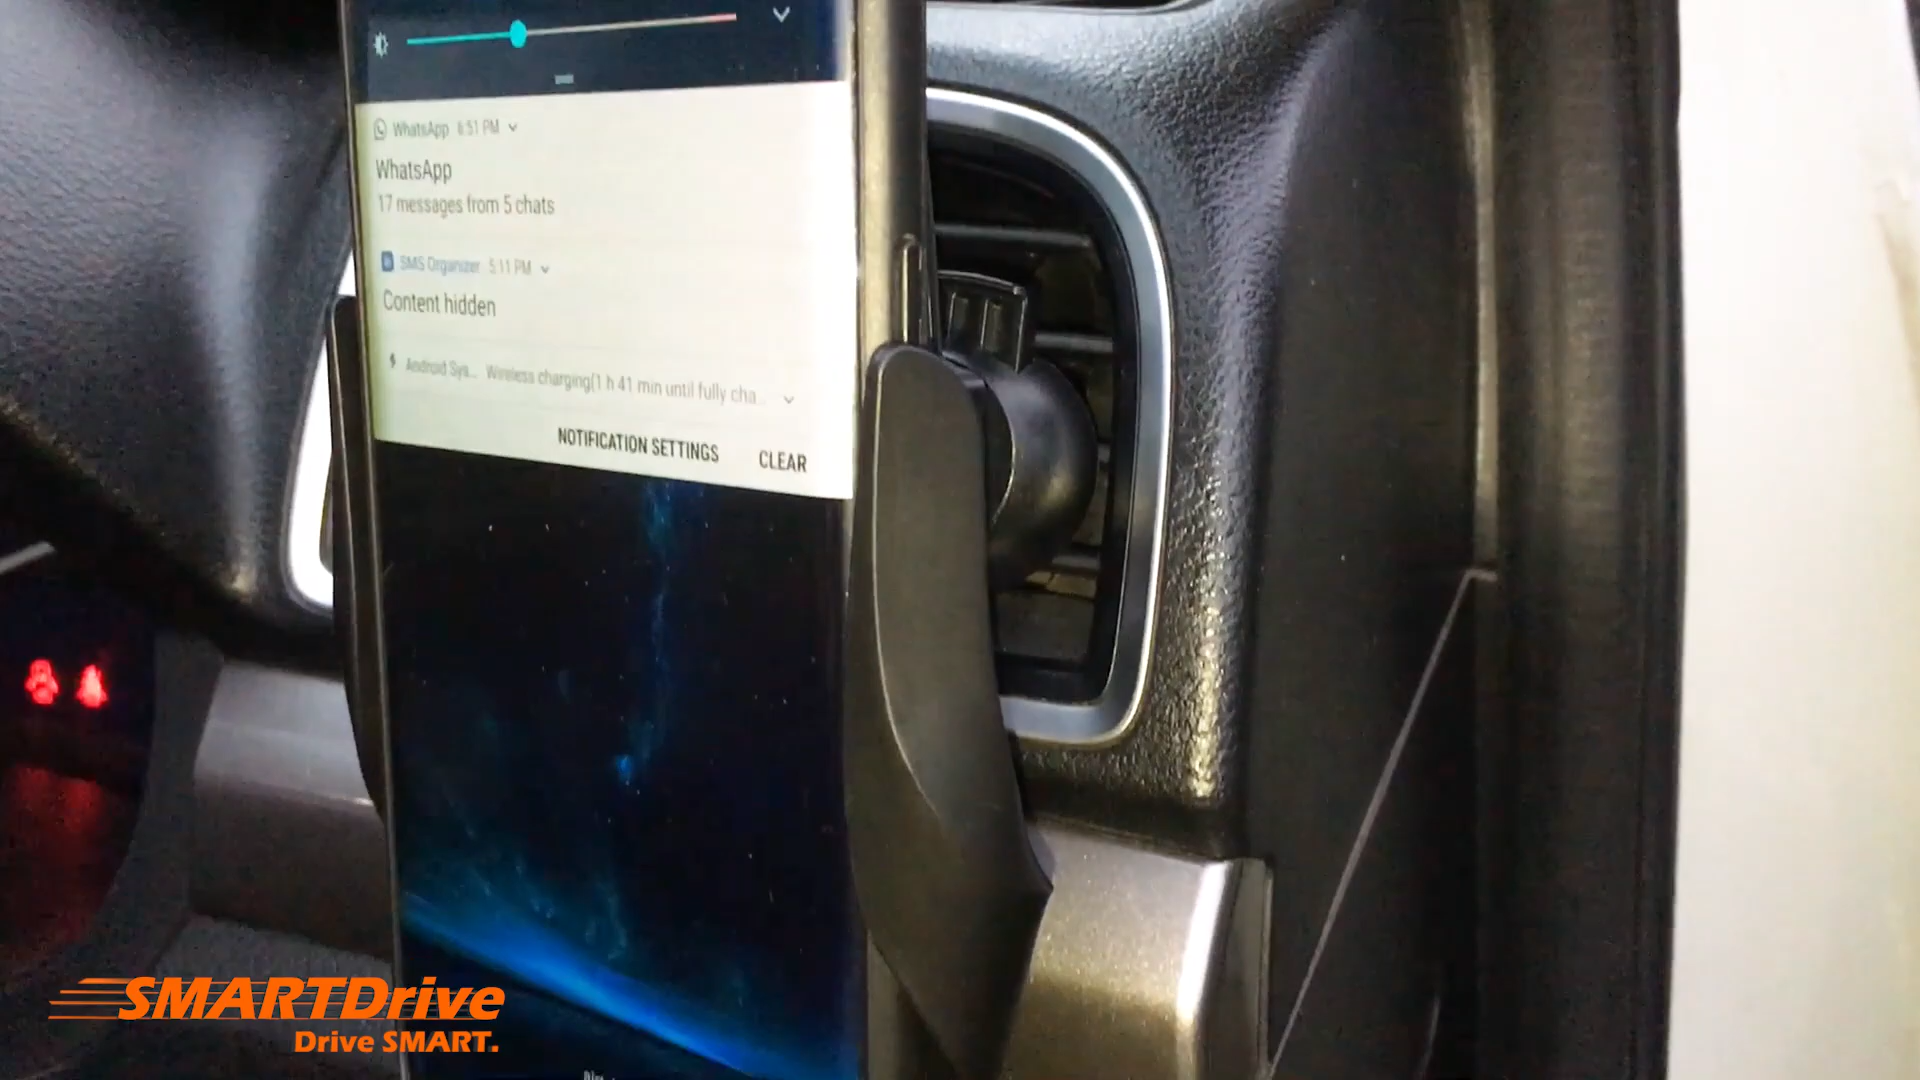 WhatsApp 6:51 PM
WhatsApp
17 messages from 5 chats
SMS Organizer 5:11 PM
Content hidden
Android Sys... Wireless charging(1 h 41 min until fully cha...
NOTIFICATION SETTINGS CLEAR
SMARTDrive
Drive SMART.